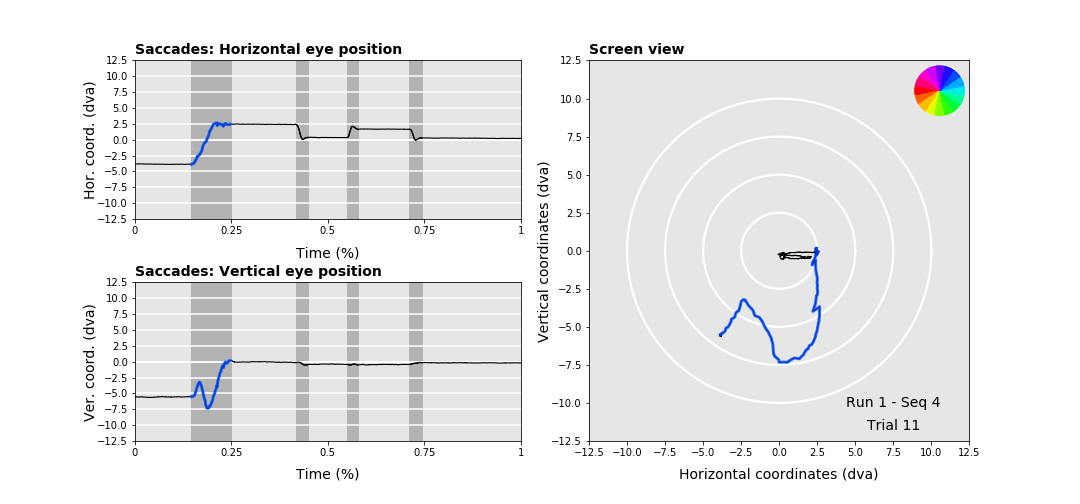 Saccades: Horizontal eye position
Hor. coord. (dva)
12.5
10.0
7.5
5.0
2.5
0.0
−2.5
−5.0
−7.5
−10.0
−12.5
0 0.25 0.5 0.75 1
Time (%)
Saccades: Vertical eye position
Ver. coord. (dva)
12.5
10.0
7.5
5.0
2.5
0.0
−2.5
−5.0
−7.5
−10.0
−12.5
0 0.25 0.5 0.75 1
Time (%)
Screen view
Vertical coordinates (dva)
12.5
10.0
7.5
5.0
2.5
0.0
−2.5
−5.0
−7.5
−10.0
−12.5
Run 1 - Seq 4
Trial 11
−12.5 −10.0 −7.5 −5.0 −2.5 0.0 2.5 5.0 7.5 10.0 12.5
Horizontal coordinates (dva)